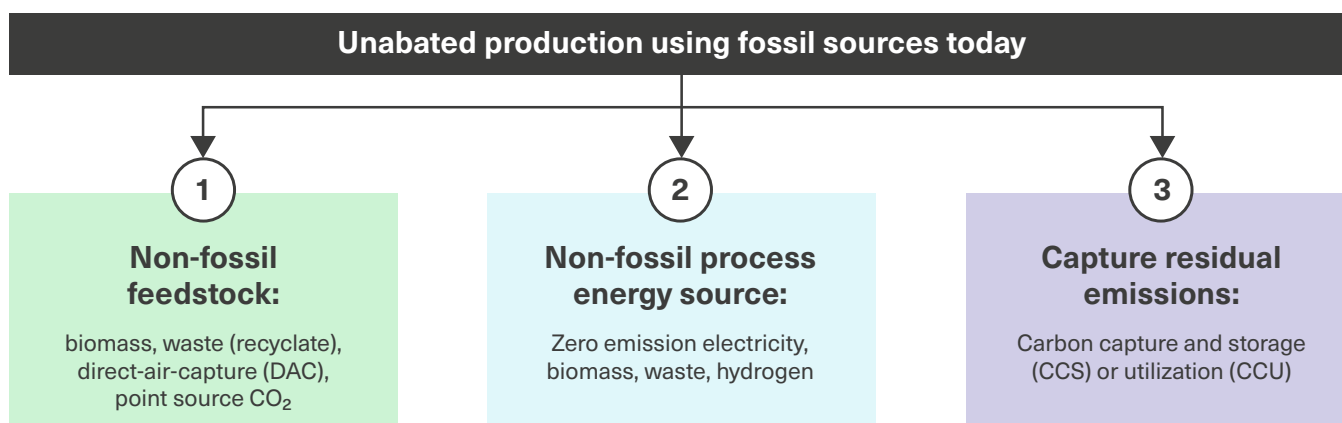 Unabated production using fossil sources today
1
Non-fossil
feedstock:
biomass, waste (recyclate),
direct-air-capture (DAC),
point source CO₂
2
Non-fossil process
energy source:
Zero emission electricity,
biomass, waste, hydrogen
3
Capture residual
emissions:
Carbon capture and storage
(CCS) or utilization (CCU)